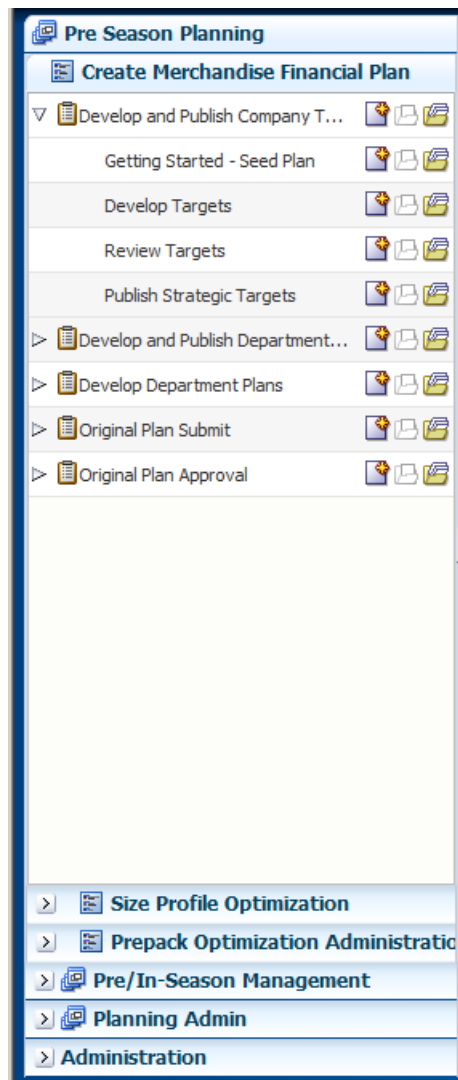 Pre Season Planning
Create Merchandise Financial Plan
Develop and Publish Company T...
Getting Started - Seed Plan
Develop Targets
Review Targets
Publish Strategic Targets
Develop and Publish Department...
Develop Department Plans
Original Plan Submit
Original Plan Approval
Size Profile Optimization
Prepack Optimization Administratio
Pre/In-Season Management
Planning Admin
Administration